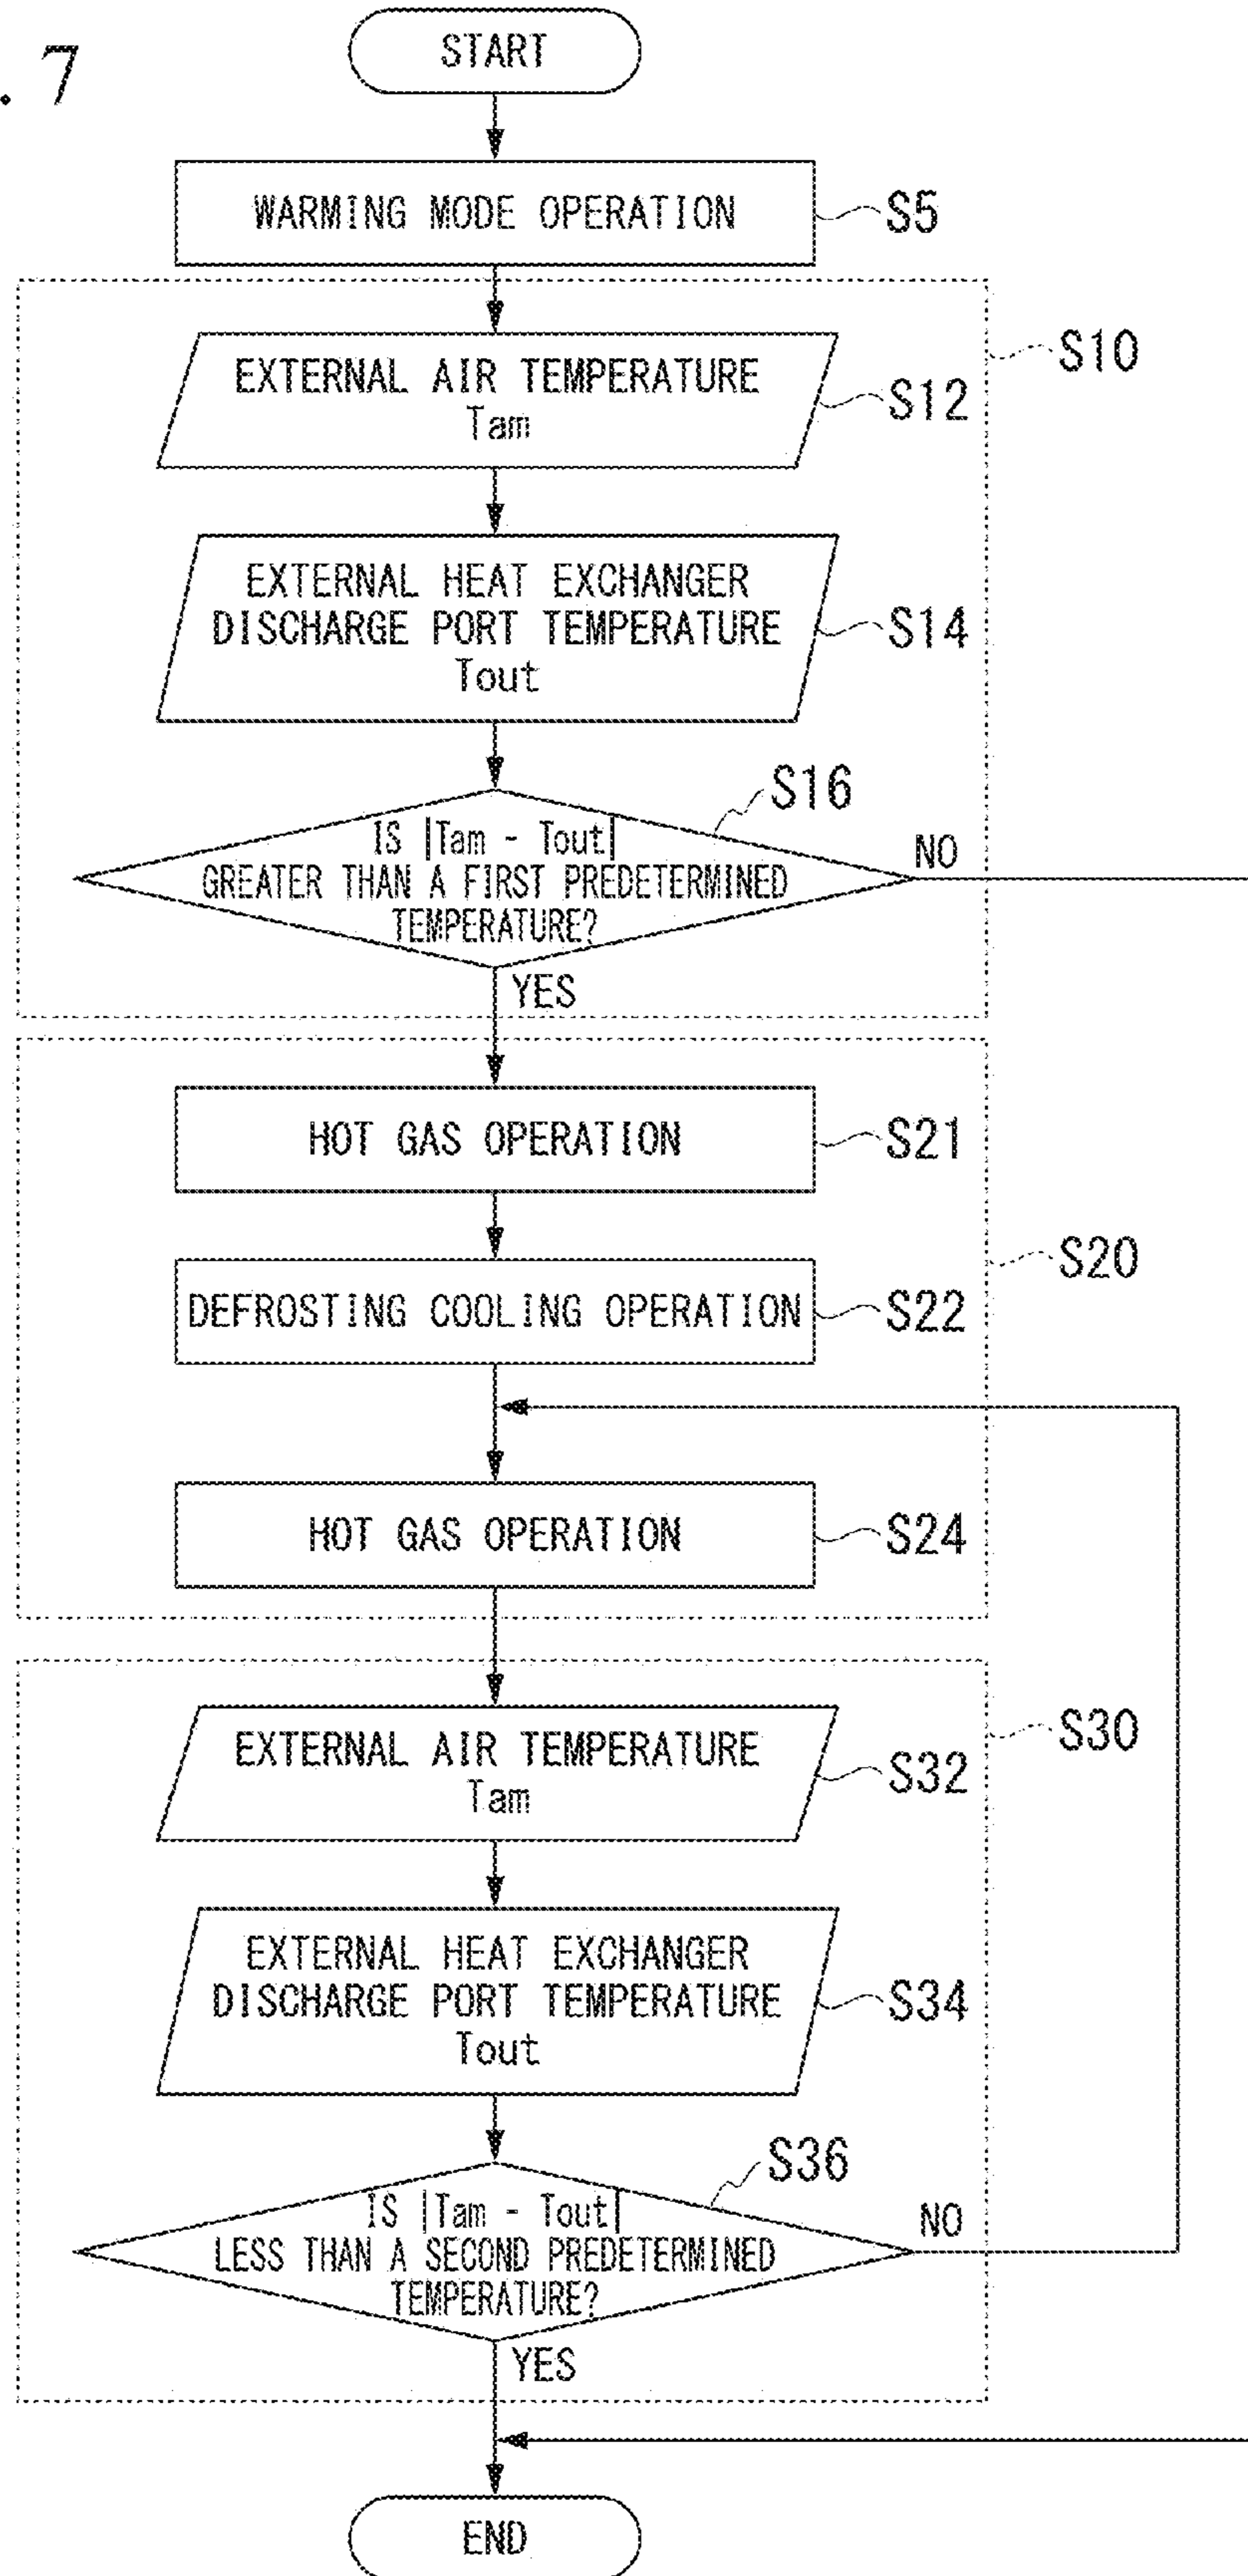 . 7
START
WARMING MODE OPERATION
S5
S10
EXTERNAL AIR TEMPERATURE
Tam
S12
EXTERNAL HEAT EXCHANGER
DISCHARGE PORT TEMPERATURE
Tout
S14
S16
IS |Tam - Tout|
GREATER THAN A FIRST PREDETERMINED
TEMPERATURE?
NO
YES
HOT GAS OPERATION
S21
S20
DEFROSTING COOLING OPERATION
S22
HOT GAS OPERATION
S24
S30
EXTERNAL AIR TEMPERATURE
Tam
S32
EXTERNAL HEAT EXCHANGER
DISCHARGE PORT TEMPERATURE
Tout
S34
S36
IS |Tam - Tout|
LESS THAN A SECOND PREDETERMINED
TEMPERATURE?
NO
YES
END